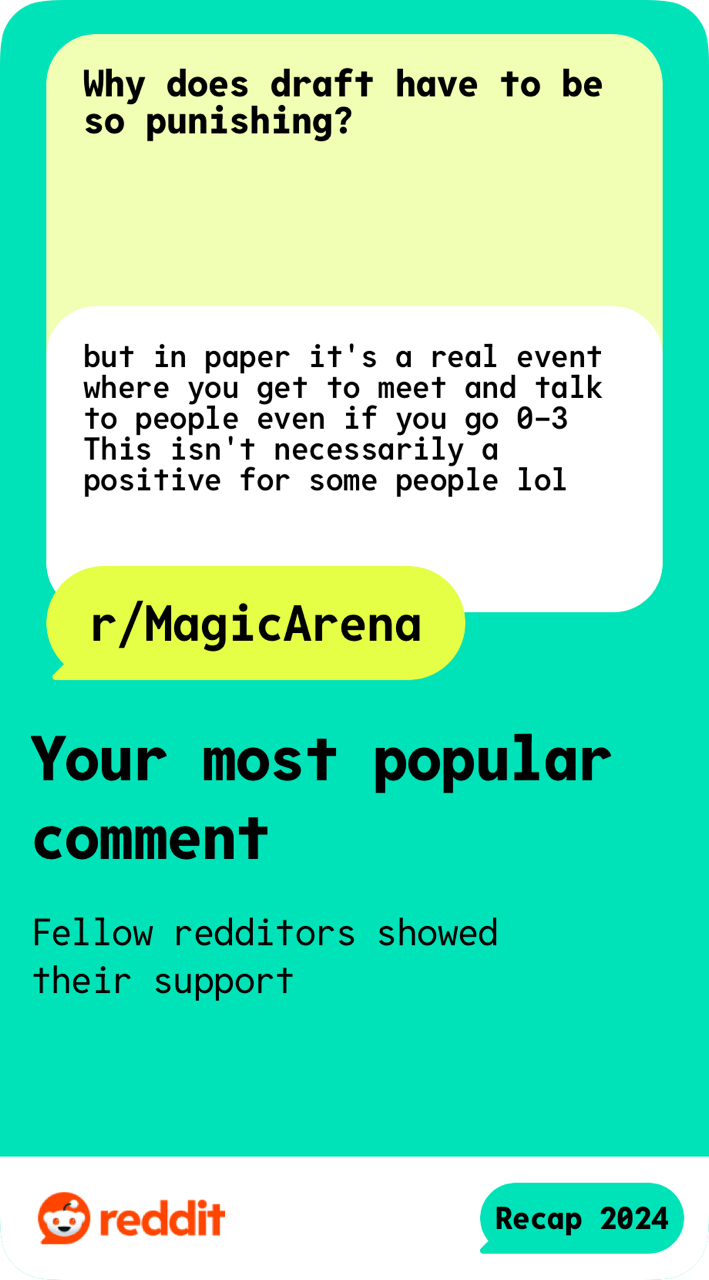 Why does draft have to be
so punishing?
but in paper it's a real event
where you get to meet and talk
to people even if you go 0-3
This isn't necessarily a
positive for some people lol
r/MagicArena
Your most popular
comment
Fellow redditors showed
their support
reddit
Recap 2024